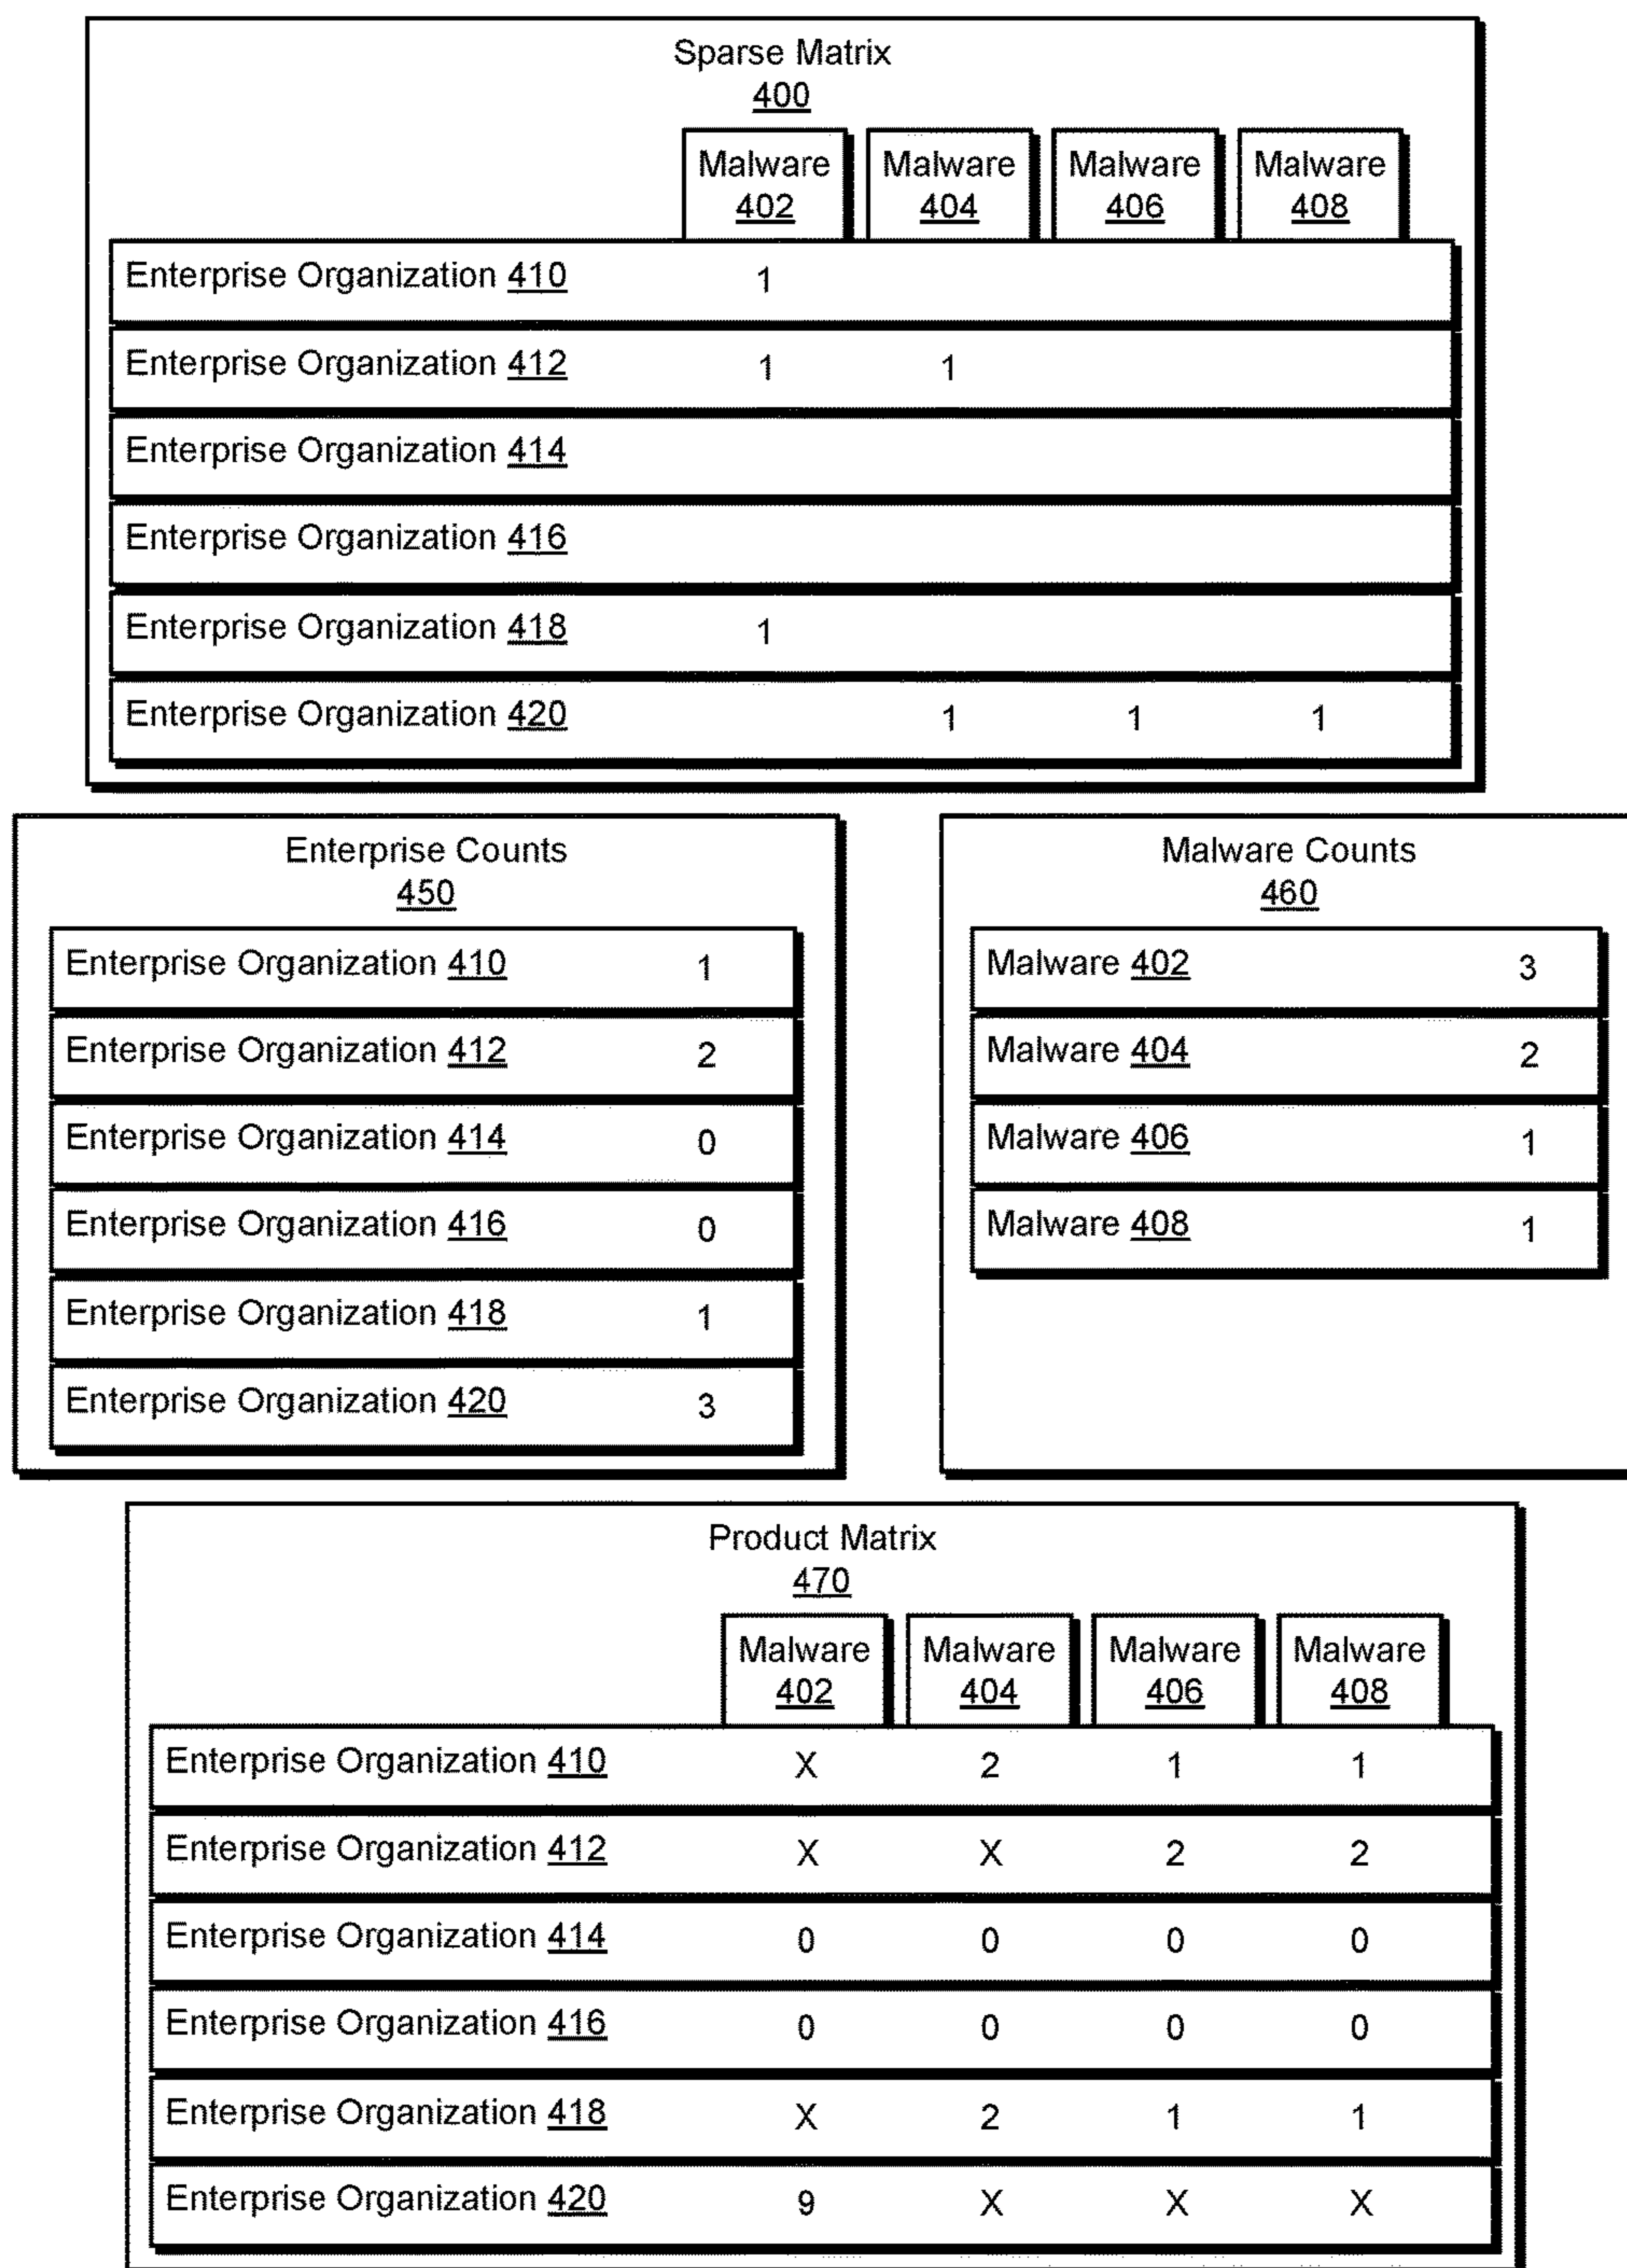 Sparse Matrix
400
Malware Malware Malware Malware
402 404 406 408
Enterprise Organization 410 1
Enterprise Organization 412 1 1
Enterprise Organization 414
Enterprise Organization 416
Enterprise Organization 418 1
Enterprise Organization 420 1 1 1
Enterprise Counts
450
Enterprise Organization 410 1
Enterprise Organization 412 2
Enterprise Organization 414 0
Enterprise Organization 416 0
Enterprise Organization 418 1
Enterprise Organization 420 3
Malware Counts
460
Malware 402 3
Malware 404 2
Malware 406 1
Malware 408 1
Product Matrix
470
Malware Malware Malware Malware
402 404 406 408
Enterprise Organization 410 X 2 1 1
Enterprise Organization 412 X X 2 2
Enterprise Organization 414 0 0 0 0
Enterprise Organization 416 0 0 0 0
Enterprise Organization 418 X 2 1 1
Enterprise Organization 420 9 X X X